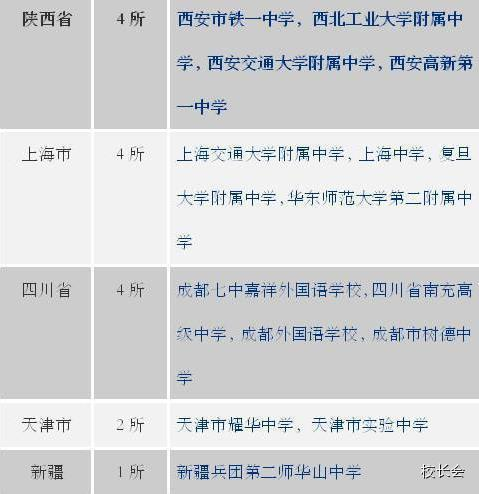 陕西省 4 所 西安市铁一中学, 西北工业大学附属中
学, 西安交通大学附属中学, 西安高新第
一中学
上海市 4 所 上海交通大学附属中学, 上海中学, 复旦
大学附属中学, 华东师范大学第二附属中
学
四川省 4 所 成都七中嘉祥外国语学校, 四川省南充高
级中学, 成都外国语学校, 成都市树德中
学
天津市 2 所 天津市耀华中学, 天津市实验中学
新疆 1 所 新疆兵团第二师华山中学
校长会